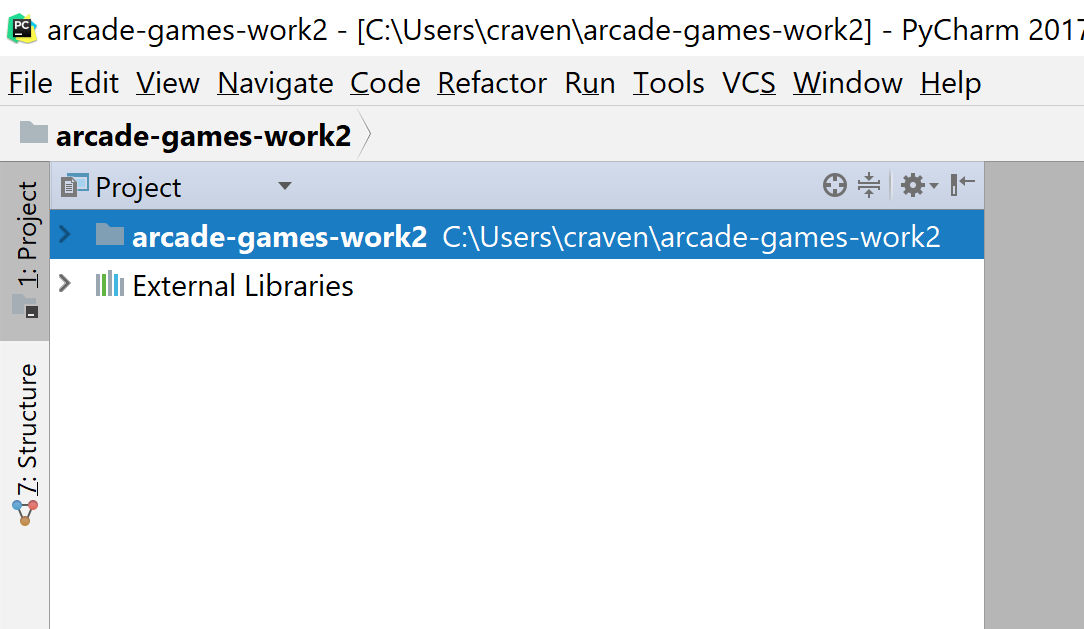 PC
arcade-games-work2 - [C:\Users\craven\arcade-games-work2] - PyCharm 2017
File Edit View Navigate Code Refactor Run Tools VCS Window Help
arcade-games-work2
1: Project
Project
arcade-games-work2 C:\Users\craven\arcade-games-work2
External Libraries
7: Structure